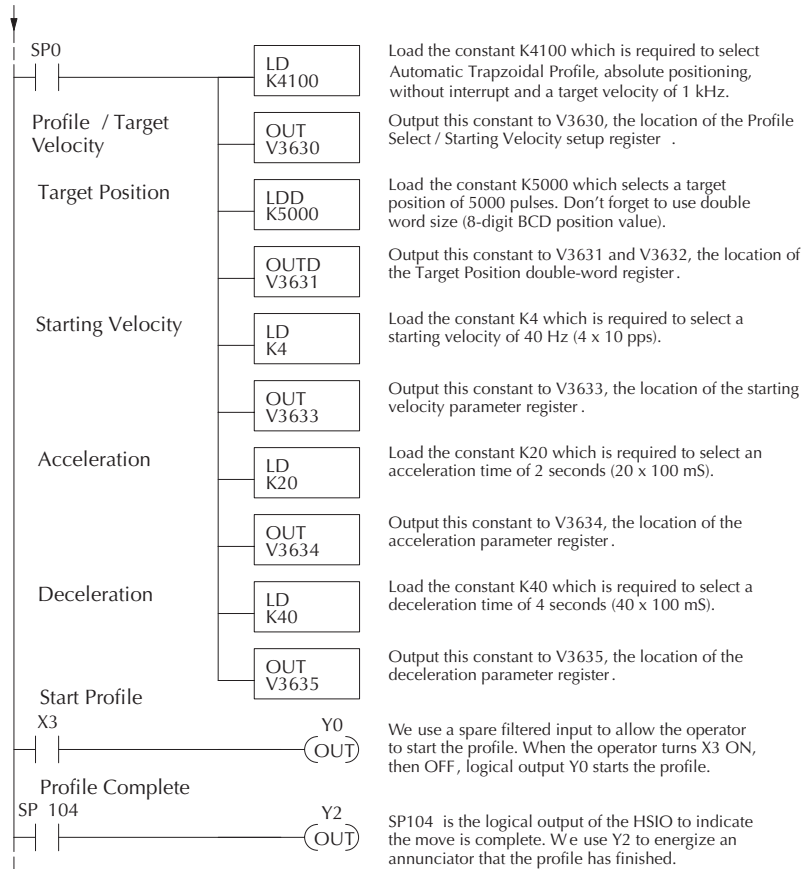 SP0
LD
K4100
Load the constant K4100 which is required to select
Automatic Trapzoidal Profile, absolute positioning,
without interrupt and a target velocity of 1 kHz.
Profile / Target
Velocity
OUT
V3630
Output this constant to V3630, the location of the Profile
Select / Starting Velocity setup register .
Target Position
LDD
K5000
Load the constant K5000 which selects a target
position of 5000 pulses. Don't forget to use double
word size (8-digit BCD position value).
OUTD
V3631
Output this constant to V3631 and V3632, the location of
the Target Position double-word register.
Starting Velocity
LD
K4
Load the constant K4 which is required to select a
starting velocity of 40 Hz (4 x 10 pps).
OUT
V3633
Output this constant to V3633, the location of the starting
velocity parameter register.
Acceleration
LD
K20
Load the constant K20 which is required to select an
acceleration time of 2 seconds (20 x 100 mS).
OUT
V3634
Output this constant to V3634, the location of the
acceleration parameter register.
Deceleration
LD
K40
Load the constant K40 which is required to select a
deceleration time of 4 seconds (40 x 100 mS).
OUT
V3635
Output this constant to V3635, the location of the
deceleration parameter register.
Start Profile
X3
Y0
OUT
We use a spare filtered input to allow the operator
to start the profile. When the operator turns X3 ON,
then OFF, logical output Y0 starts the profile.
Profile Complete
SP 104
Y2
OUT
SP104 is the logical output of the HSIO to indicate
the move is complete. We use Y2 to energize an
annunciator that the profile has finished.